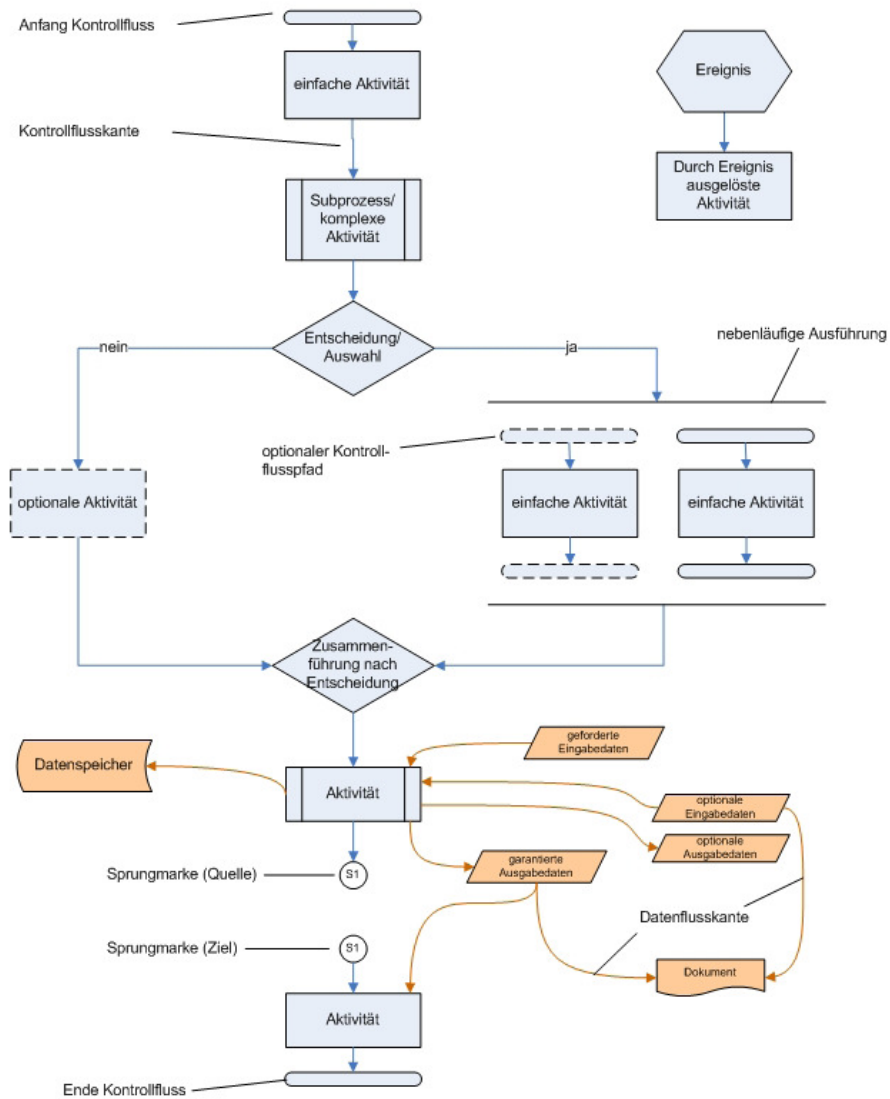 Anfang Kontrollfluss
einfache Aktivität
Ereignis
Kontrollflusskante
Durch Ereignis
ausgelöste
Aktivität
Subprozess/
komplexe
Aktivität
Entscheidung/
Auswahl
nein
ja
nebenläufige Ausführung
optionaler Kontroll-
flusspfad
optionale Aktivität
einfache Aktivität
einfache Aktivität
Zusammen-
führung nach
Entscheidung
geforderte
Eingabedaten
Datenspeicher
Aktivität
optionale
Eingabedaten
optionale
Ausgabedaten
garantierte
Ausgabedaten
Sprungmarke (Quelle)
S1
Datenflusskante
Sprungmarke (Ziel)
S1
Dokument
Aktivität
Ende Kontrollfluss